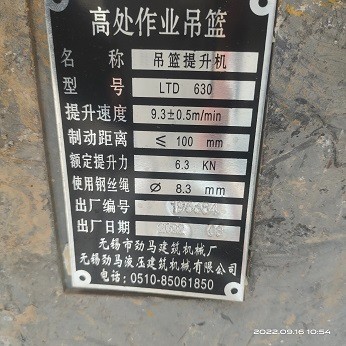 高处作业吊篮
名称 吊篮提升机
型号 LTD 630
提升速度 9.3±0.5m/min
制动距离 ≤ 100 mm
额定提升力 6.3 KN
使用钢丝绳 Ø 8.3 mm
出厂编号
出厂日期
无锡市劲马建筑机械厂
无锡劲马液压建筑机械有限公司
电话：0510-85061850
2022.09.16 10:54